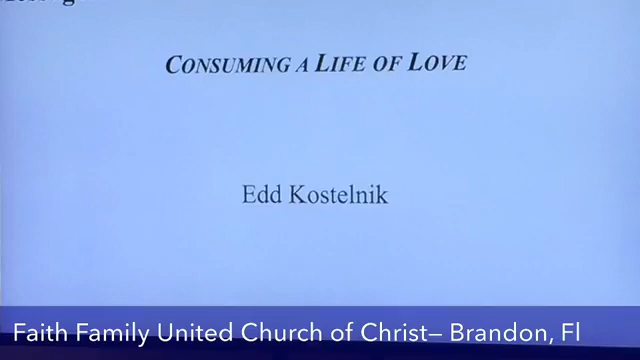 CONSUMING A LIFE OF LOVE
Edd Kostelnik
Faith Family United Church of Christ– Brandon, Fl